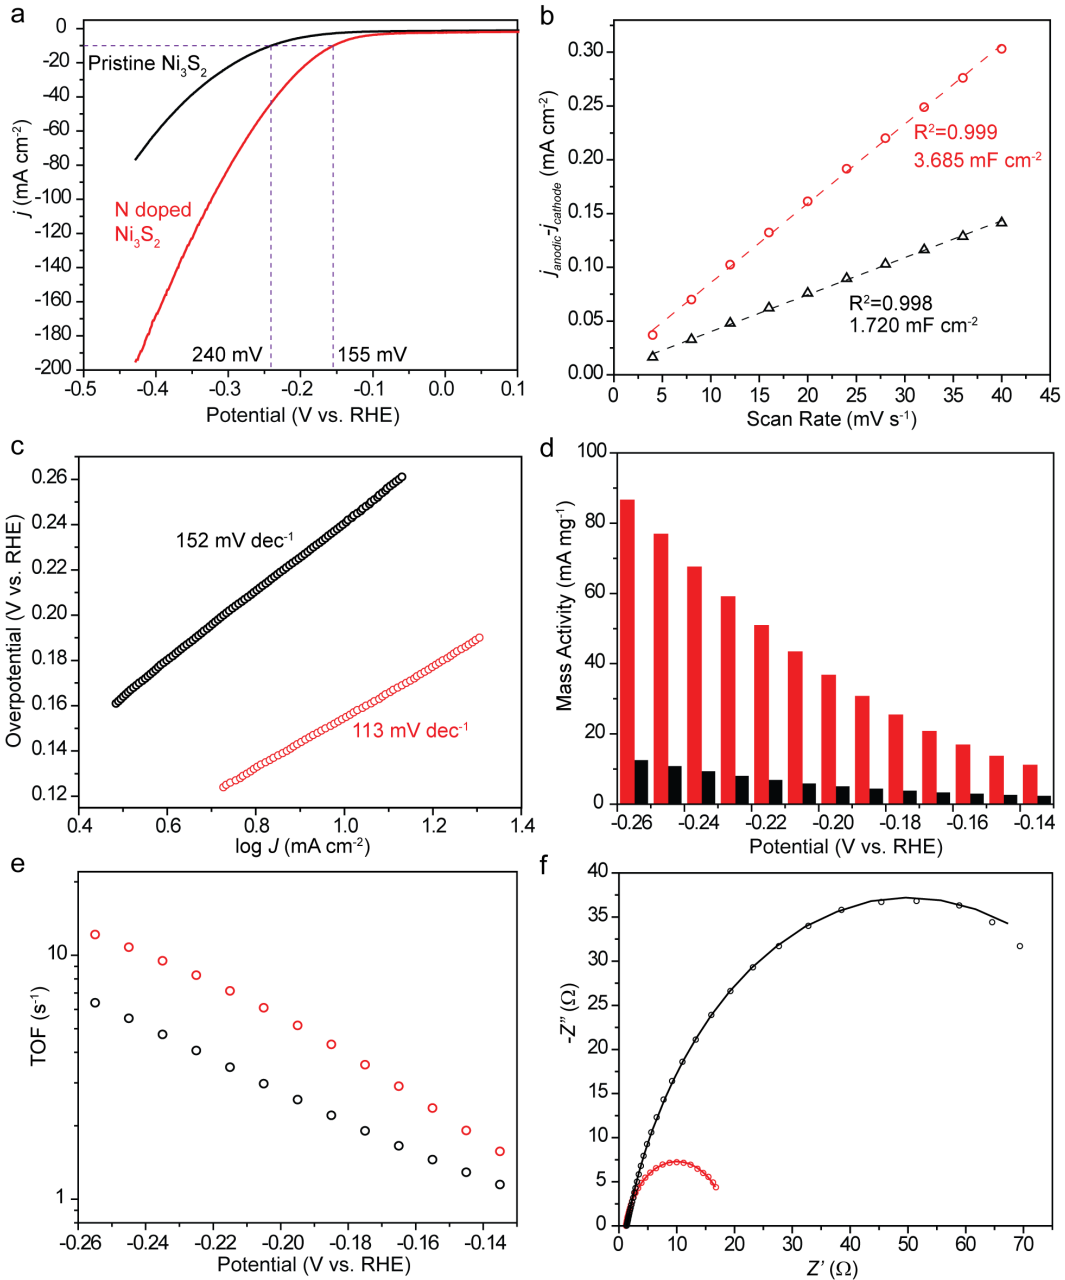 a
0
-20
-40
-60
-80
-100
-120
-140
-160
-180
-200
j (mA cm-2)
Pristine Ni3S2
N doped
Ni3S2
240 mV
155 mV
-0.5 -0.4 -0.3 -0.2 -0.1 0.0 0.1
Potential (V vs. RHE)
b
0.30
0.25
0.20
0.15
0.10
0.05
0.00
janodic-jcathode (mA cm-2)
R2=0.999
3.685 mF cm-2
R2=0.998
1.720 mF cm-2
0 5 10 15 20 25 30 35 40 45
Scan Rate (mV s-1)
c
0.26
0.24
0.22
0.20
0.18
0.16
0.14
0.12
Overpotential (V vs. RHE)
152 mV dec-1
113 mV dec-1
0.4 0.6 0.8 1.0 1.2 1.4
log J (mA cm-2)
d
100
80
60
40
20
0
Mass Activity (mA mg-1)
-0.26 -0.24 -0.22 -0.20 -0.18 -0.16 -0.14
Potential (V vs. RHE)
e
10
1
TOF (s-1)
-0.26 -0.24 -0.22 -0.20 -0.18 -0.16 -0.14
Potential (V vs. RHE)
f
40
35
30
25
20
15
10
5
0
-Z" (Ω)
0 10 20 30 40 50 60 70
Z' (Ω)